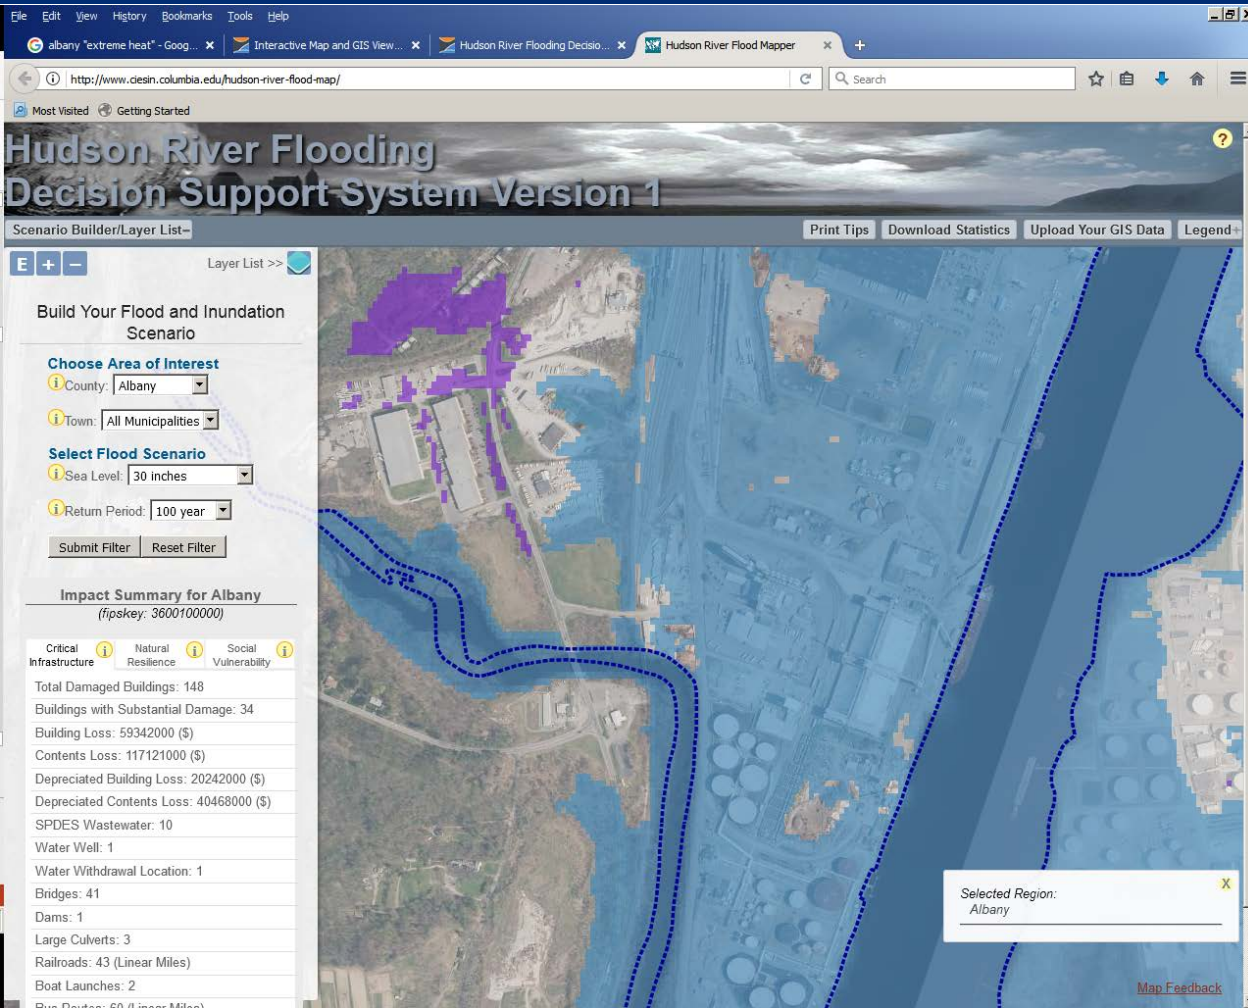 File Edit View History Bookmarks Tools Help
albany "extreme heat" - Goog... × Interactive Map and GIS View... × Hudson River Flooding Decisio... × Hudson River Flood Mapper × +
http://www.ciesin.columbia.edu/hudson-river-flood-map/ Search
Most Visited Getting Started
Hudson River Flooding
Decision Support System Version 1
?
Scenario Builder/Layer List− Print Tips Download Statistics Upload Your GIS Data Legend+
E + − Layer List >>
Build Your Flood and Inundation
Scenario
Choose Area of Interest
i County: Albany
i Town: All Municipalities
Select Flood Scenario
i Sea Level: 30 inches
i Return Period: 100 year
Submit Filter Reset Filter
Impact Summary for Albany
(fipskey: 3600100000)
Critical Infrastructure i Natural Resilience i Social Vulnerability i
Total Damaged Buildings: 148
Buildings with Substantial Damage: 34
Building Loss: 59342000 ($)
Contents Loss: 117121000 ($)
Depreciated Building Loss: 20242000 ($)
Depreciated Contents Loss: 40468000 ($)
SPDES Wastewater: 10
Water Well: 1
Water Withdrawal Location: 1
Bridges: 41
Dams: 1
Large Culverts: 3
Railroads: 43 (Linear Miles)
Boat Launches: 2
Bus Routes: 60 (Linear Miles)
Selected Region: X
Albany
Map Feedback